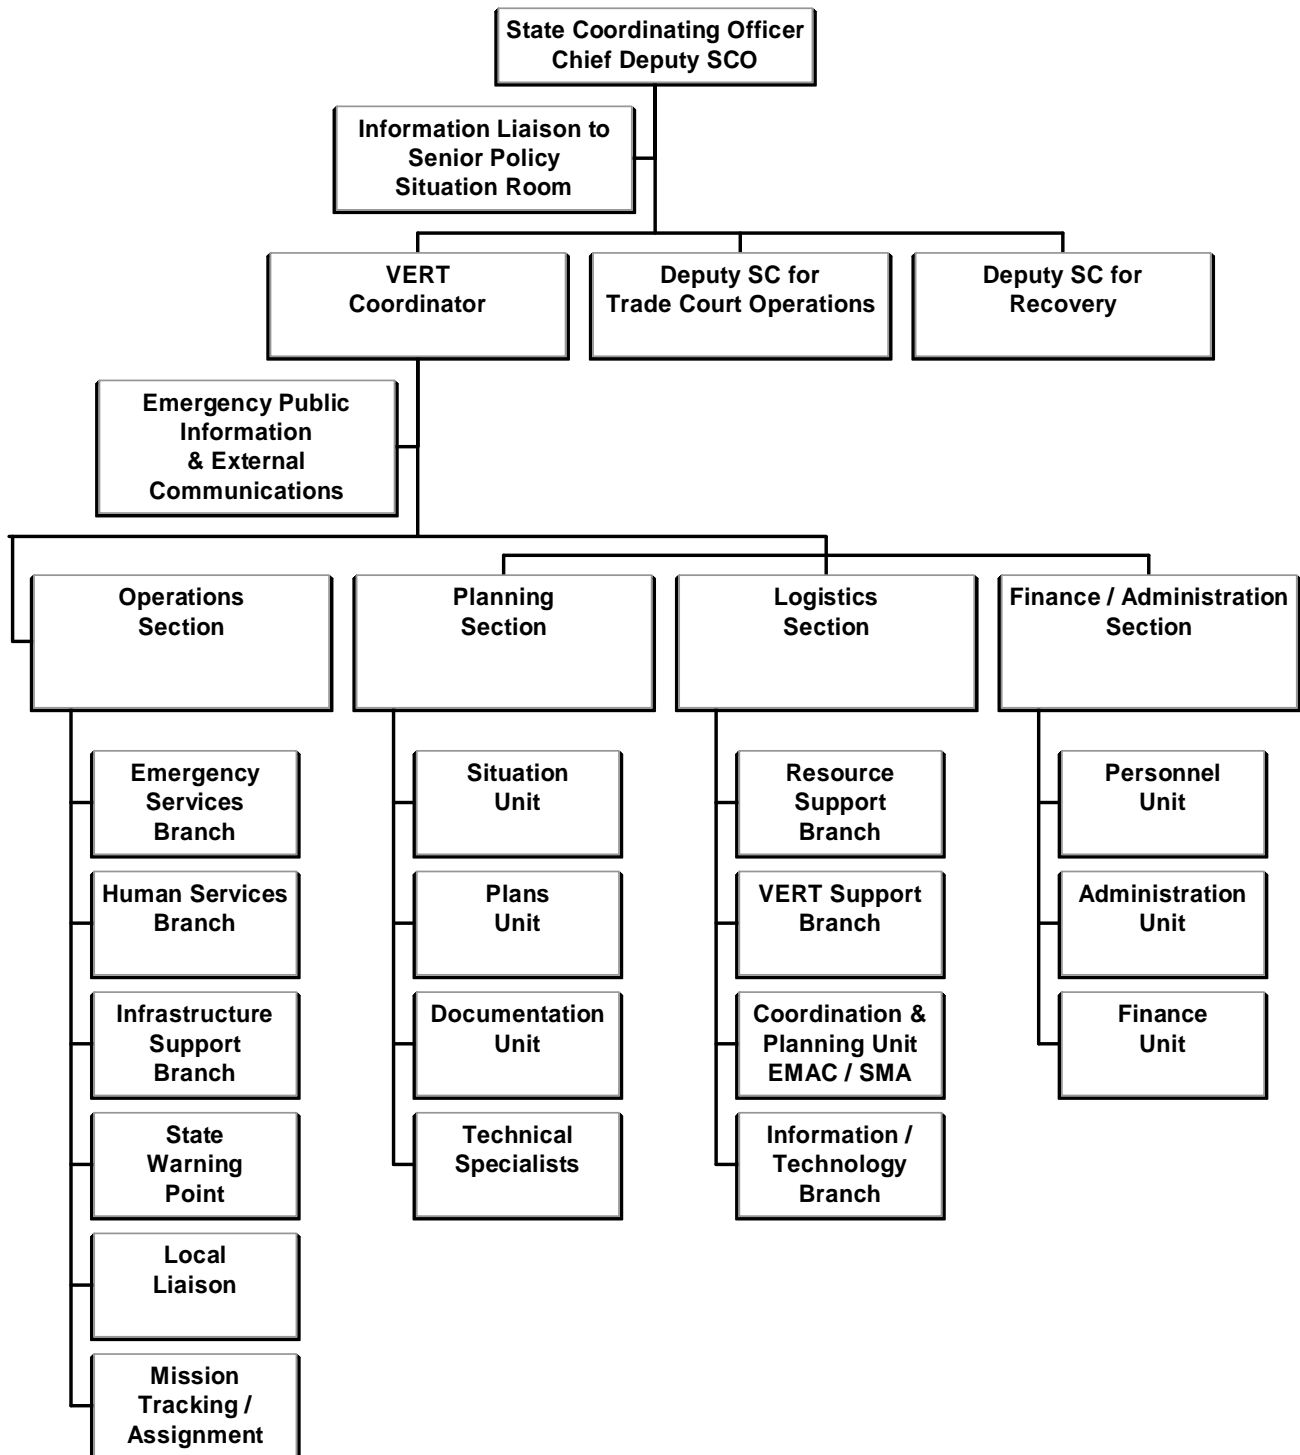 State Coordinating Officer
Chief Deputy SCO
Information Liaison to
Senior Policy
Situation Room
VERT
Coordinator
Deputy SC for
Trade Court Operations
Deputy SC for
Recovery
Emergency Public
Information
& External
Communications
Operations
Section
Planning
Section
Logistics
Section
Finance / Administration
Section
Emergency
Services
Branch
Human Services
Branch
Infrastructure
Support
Branch
State
Warning
Point
Local
Liaison
Mission
Tracking /
Assignment
Situation
Unit
Plans
Unit
Documentation
Unit
Technical
Specialists
Resource
Support
Branch
VERT Support
Branch
Coordination &
Planning Unit
EMAC / SMA
Information /
Technology
Branch
Personnel
Unit
Administration
Unit
Finance
Unit